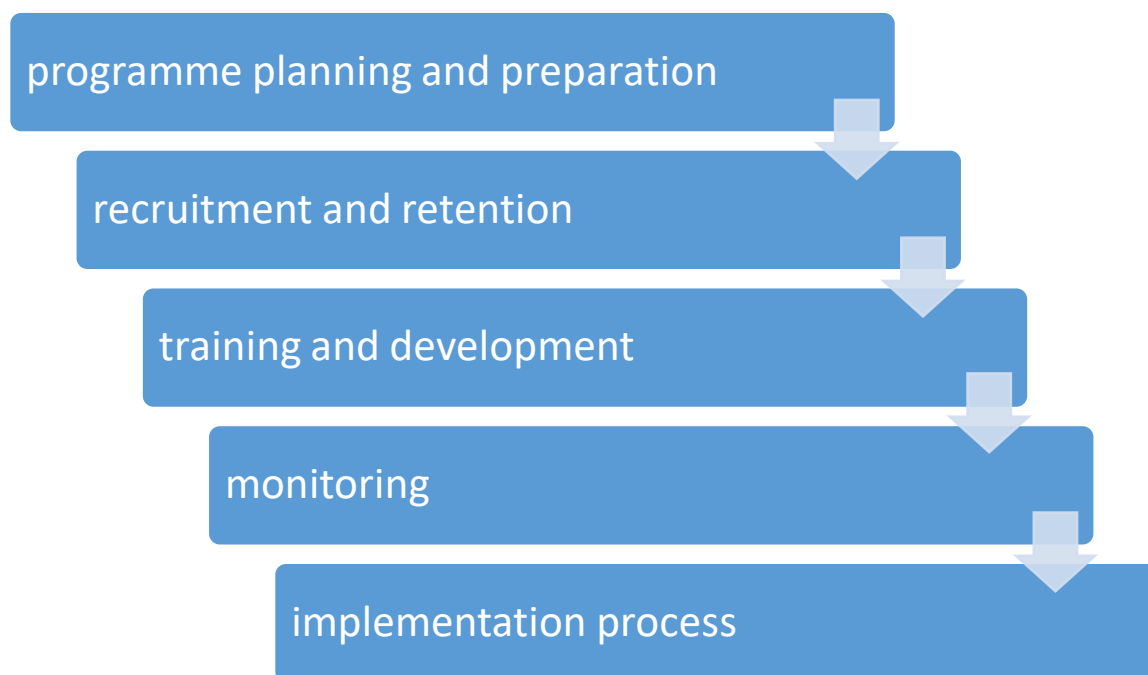 programme planning and preparation
recruitment and retention
training and development
monitoring
implementation process